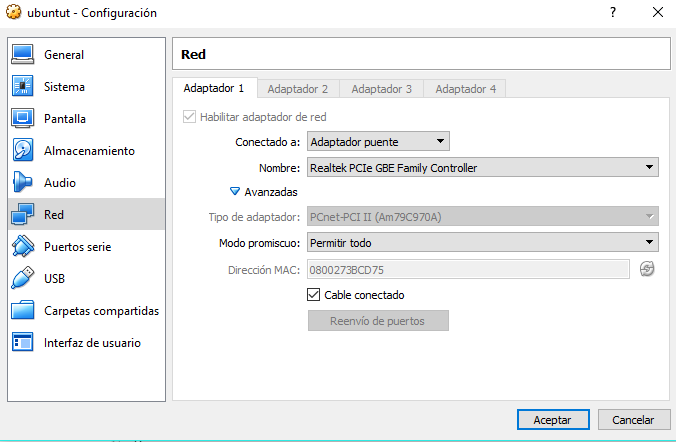 ubuntut - Configuración
?
General
Sistema
Pantalla
Almacenamiento
Audio
Red
Puertos serie
USB
Carpetas compartidas
Interfaz de usuario
Red
Adaptador 1 Adaptador 2 Adaptador 3 Adaptador 4
Habilitar adaptador de red
Conectado a: Adaptador puente
Nombre: Realtek PCIe GBE Family Controller
Avanzadas
Tipo de adaptador: PCnet-PCI II (Am79C970A)
Modo promiscuo: Permitir todo
Dirección MAC: 0800273BCD75
Cable conectado
Reenvío de puertos
Aceptar Cancelar